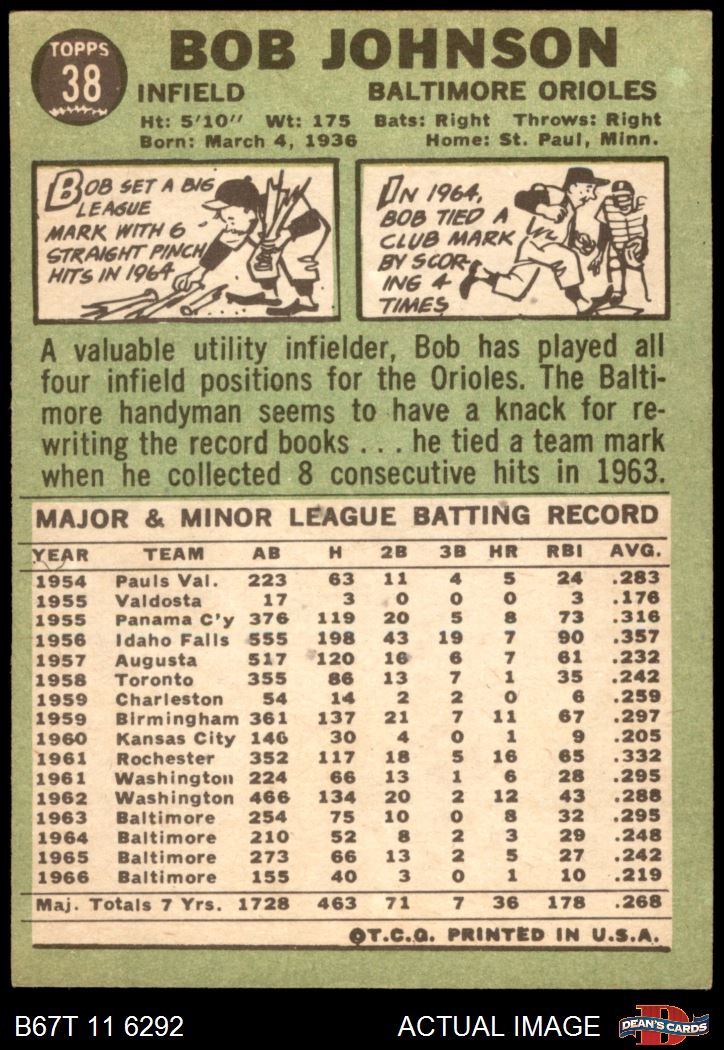 TOPPS
38
BOB JOHNSON
INFIELD BALTIMORE ORIOLES
Ht: 5'10" Wt: 175 Bats: Right Throws: Right
Born: March 4, 1936 Home: St. Paul, Minn.
BOB SET A BIG
LEAGUE
MARK WITH 6
STRAIGHT PINCH
HITS IN 1964
IN 1964,
BOB TIED A
CLUB MARK
BY SCOR-
ING 4
TIMES
A valuable utility infielder, Bob has played all
four infield positions for the Orioles. The Balti-
more handyman seems to have a knack for re-
writing the record books . . . he tied a team mark
when he collected 8 consecutive hits in 1963.
MAJOR & MINOR LEAGUE BATTING RECORD
YEAR TEAM AB H 2B 3B HR RBI AVG.
1954 Pauls Val. 223 63 11 4 5 24 .283
1955 Valdosta 17 3 0 0 0 3 .176
1955 Panama C'y 376 119 20 5 8 73 .316
1956 Idaho Falls 555 198 43 19 7 90 .357
1957 Augusta 517 120 16 6 7 61 .232
1958 Toronto 355 86 13 7 1 35 .242
1959 Charleston 54 14 2 2 0 6 .259
1959 Birmingham 361 137 21 7 11 67 .297
1960 Kansas City 146 30 4 0 1 9 .205
1961 Rochester 352 117 18 5 16 65 .332
1961 Washington 224 66 13 1 6 28 .295
1962 Washington 466 134 20 2 12 43 .288
1963 Baltimore 254 75 10 0 8 32 .295
1964 Baltimore 210 52 8 2 3 29 .248
1965 Baltimore 273 66 13 2 5 27 .242
1966 Baltimore 155 40 3 0 1 10 .219
Maj. Totals 7 Yrs. 1728 463 71 7 36 178 .268
©T.C.G. PRINTED IN U.S.A.
B67T 11 6292 ACTUAL IMAGE D DEAN'S CARDS